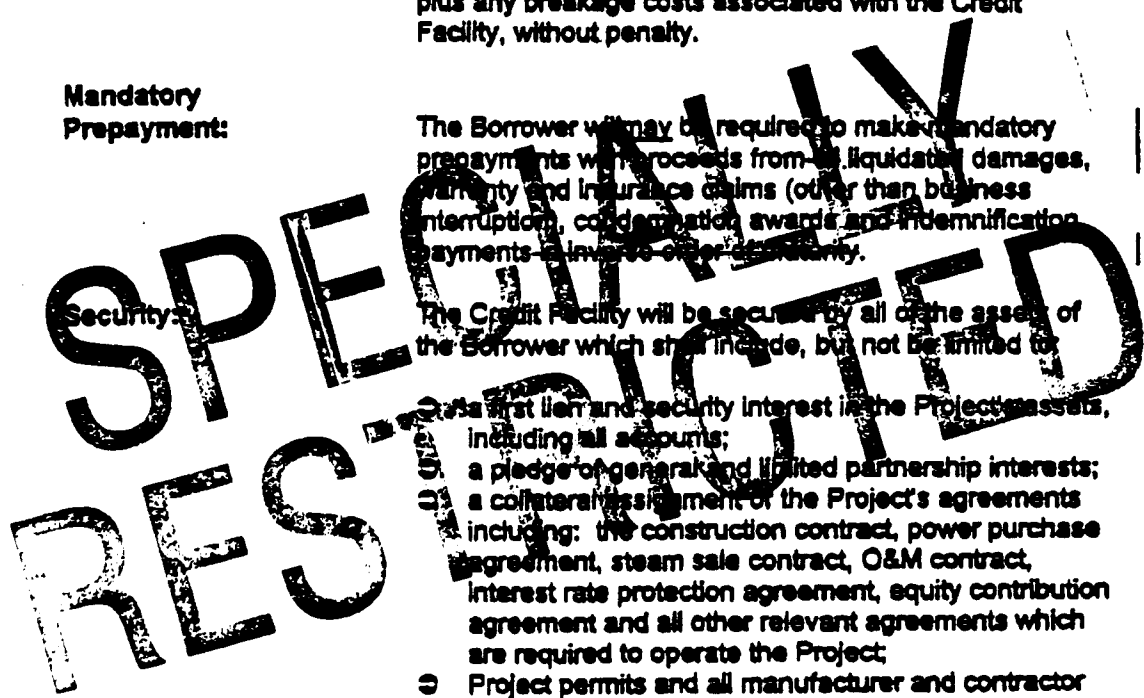 plus any breakage costs associated with the Credit
Facility, without penalty.
Mandatory
Prepayment:
The Borrower will may be required to make mandatory
prepayments with proceeds from all liquidated damages,
warranty and insurance claims (other than business
interruption), condemnation awards and indemnification
payments in inverse order of maturity.
Security:
The Credit Facility will be secured by all of the assets of
the Borrower which shall include, but not be limited to:
a first lien and security interest in the Project's assets,
including all accounts;
a pledge of general and limited partnership interests;
a collateral assignment of the Project's agreements
including: the construction contract, power purchase
agreement, steam sale contract, O&M contract,
interest rate protection agreement, equity contribution
agreement and all other relevant agreements which
are required to operate the Project;
Project permits and all manufacturer and contractor
SPECIALLY
RESTRICTED